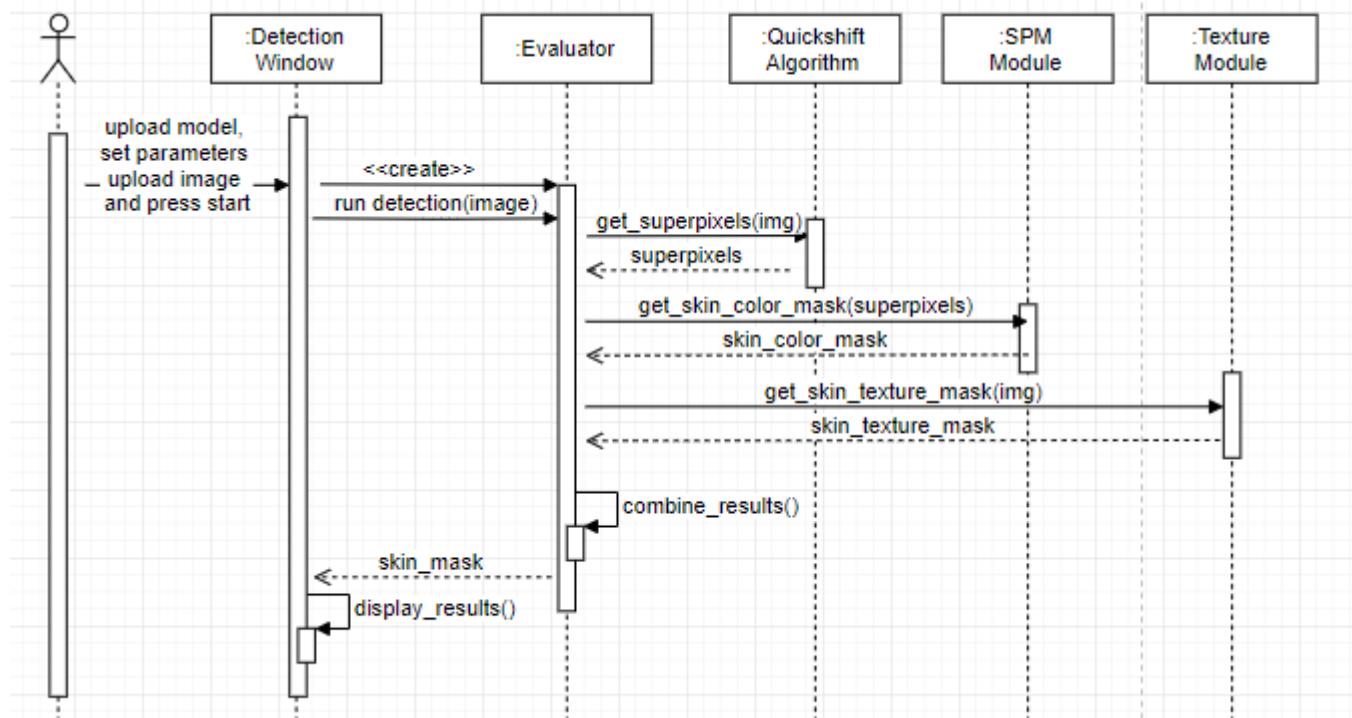 :Detection
Window
:Evaluator
:Quickshift
Algorithm
:SPM
Module
:Texture
Module
upload model,
set parameters
upload image
and press start
<<create>>
run detection(image)
get_superpixels(img)
superpixels
get_skin_color_mask(superpixels)
skin_color_mask
get_skin_texture_mask(img)
skin_texture_mask
combine_results()
skin_mask
display_results()